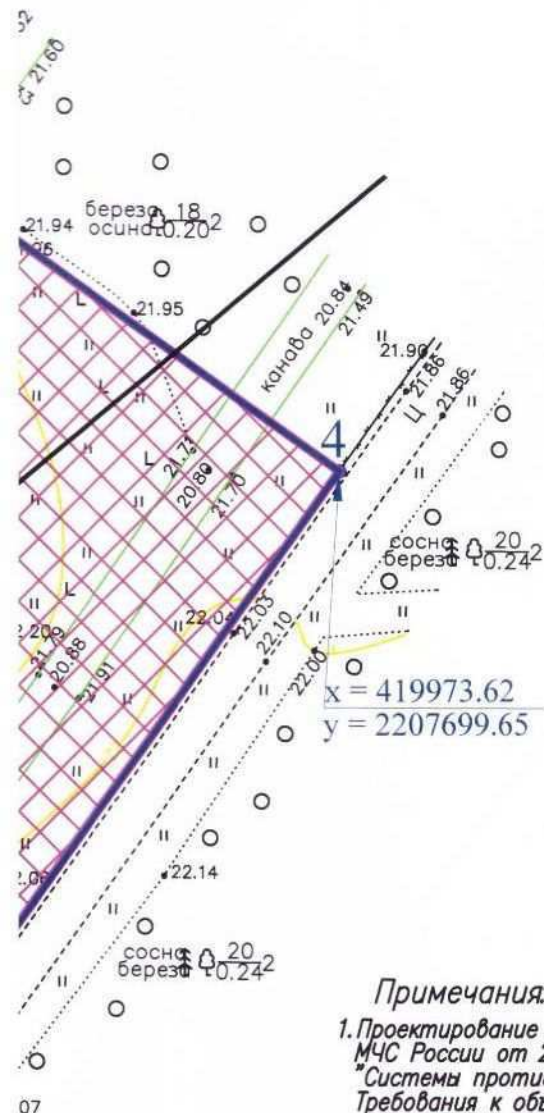 21.60
береза 18 2
осина 0.20
21.94
21.95
канава 20.84
21.49
21.90
21.86
Ц
21.86
4
21.71
20.80
21.70
сосна 20 2
береза 0.24
22.04
22.03
22.10
22.00
21.79
20.88
21.91
x = 419973.62
y = 2207699.65
22.14
сосна 20 2
береза 0.24
Примечания
1. Проектирование
МЧС России от 2
"Системы проти
Требования к объ
07